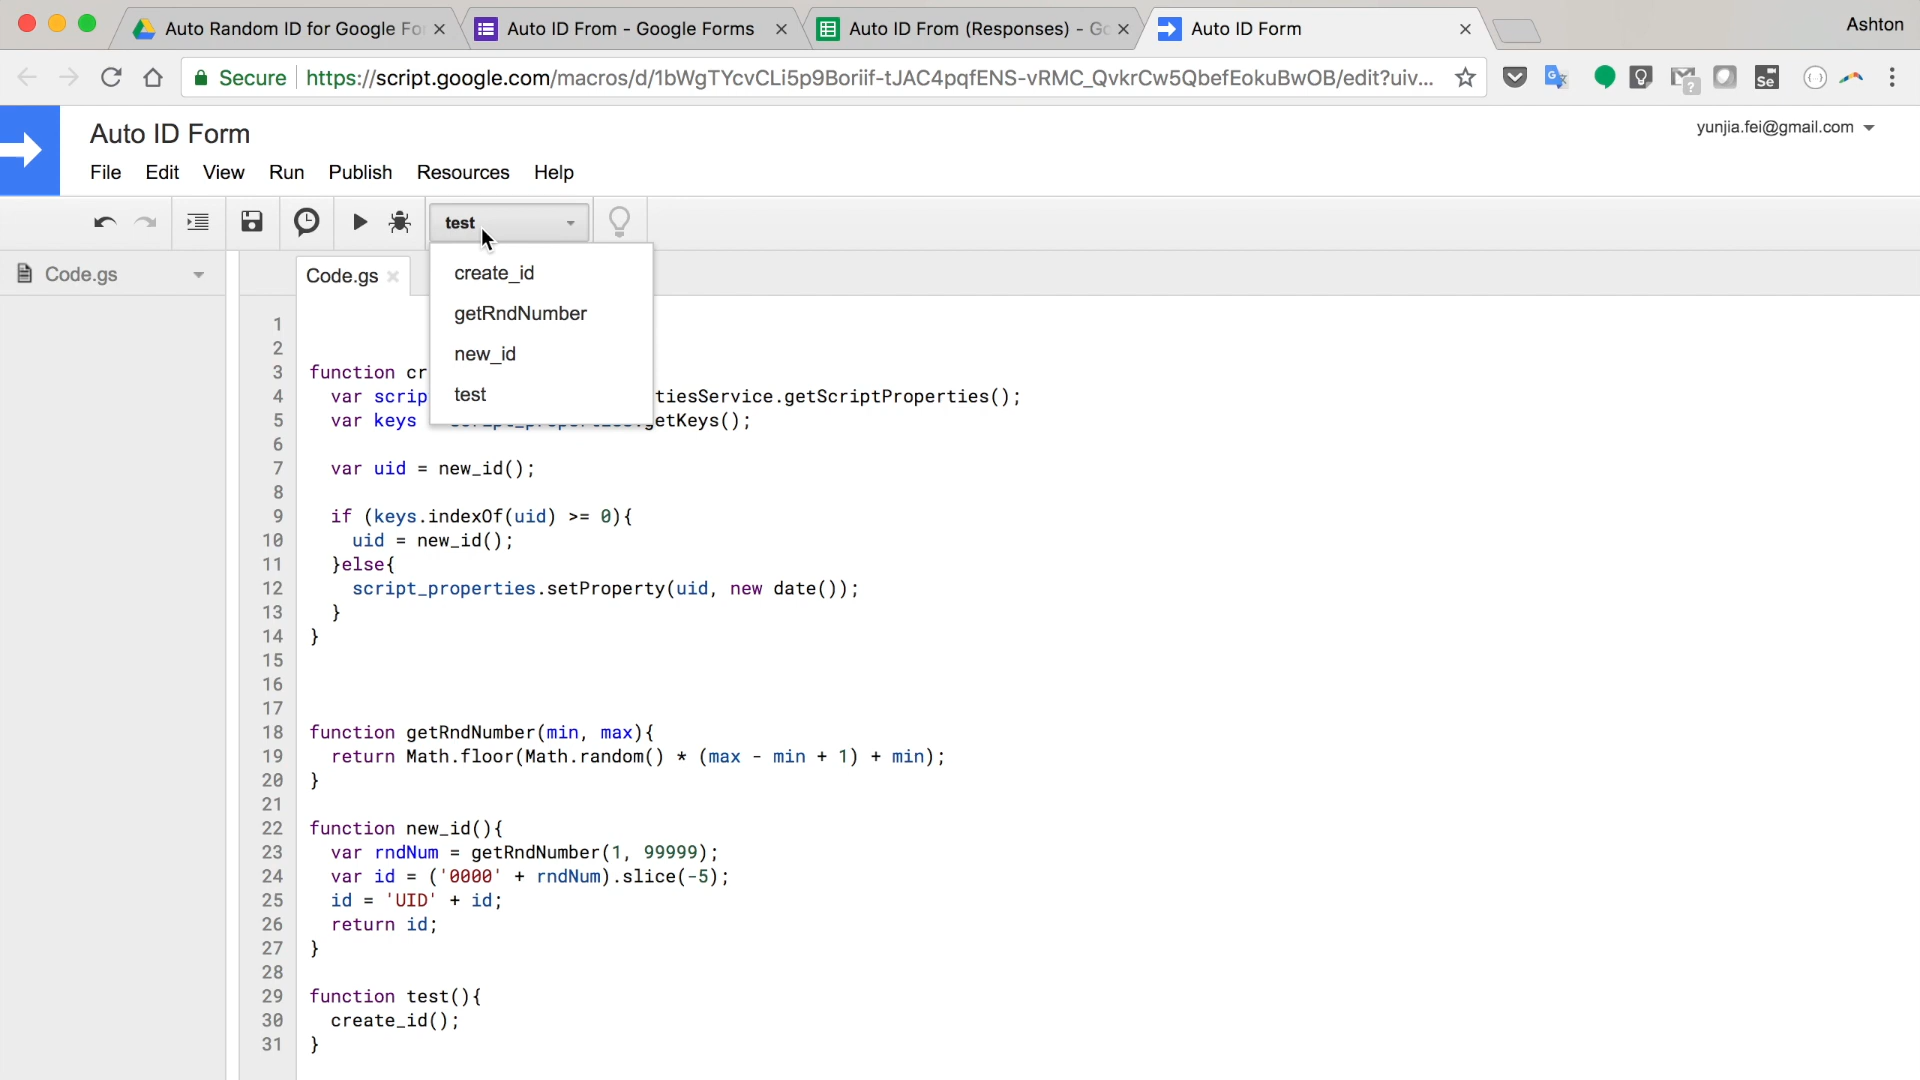 Auto Random ID for Google Fo
Auto ID From - Google Forms
Auto ID From (Responses) - Go
Auto ID Form
Ashton
Secure
https://script.google.com/macros/d/1bWgTYcvCLi5p9Boriif-tJAC4pqfENS-vRMC_QvkrCw5QbefEokuBwOB/edit?uiv...
Se
Auto ID Form
yunjia.fei@gmail.com
File Edit View Run Publish Resources Help
test
Code.gs
Code.gs
create_id
getRndNumber
new_id
test
1
2
3 function cr
4 var scrip tiesService.getScriptProperties();
5 var keys getKeys();
6
7 var uid = new_id();
8
9 if (keys.indexOf(uid) >= 0){
10 uid = new_id();
11 }else{
12 script_properties.setProperty(uid, new date());
13 }
14 }
15
16
17
18 function getRndNumber(min, max){
19 return Math.floor(Math.random() * (max - min + 1) + min);
20 }
21
22 function new_id(){
23 var rndNum = getRndNumber(1, 99999);
24 var id = ('0000' + rndNum).slice(-5);
25 id = 'UID' + id;
26 return id;
27 }
28
29 function test(){
30 create_id();
31 }